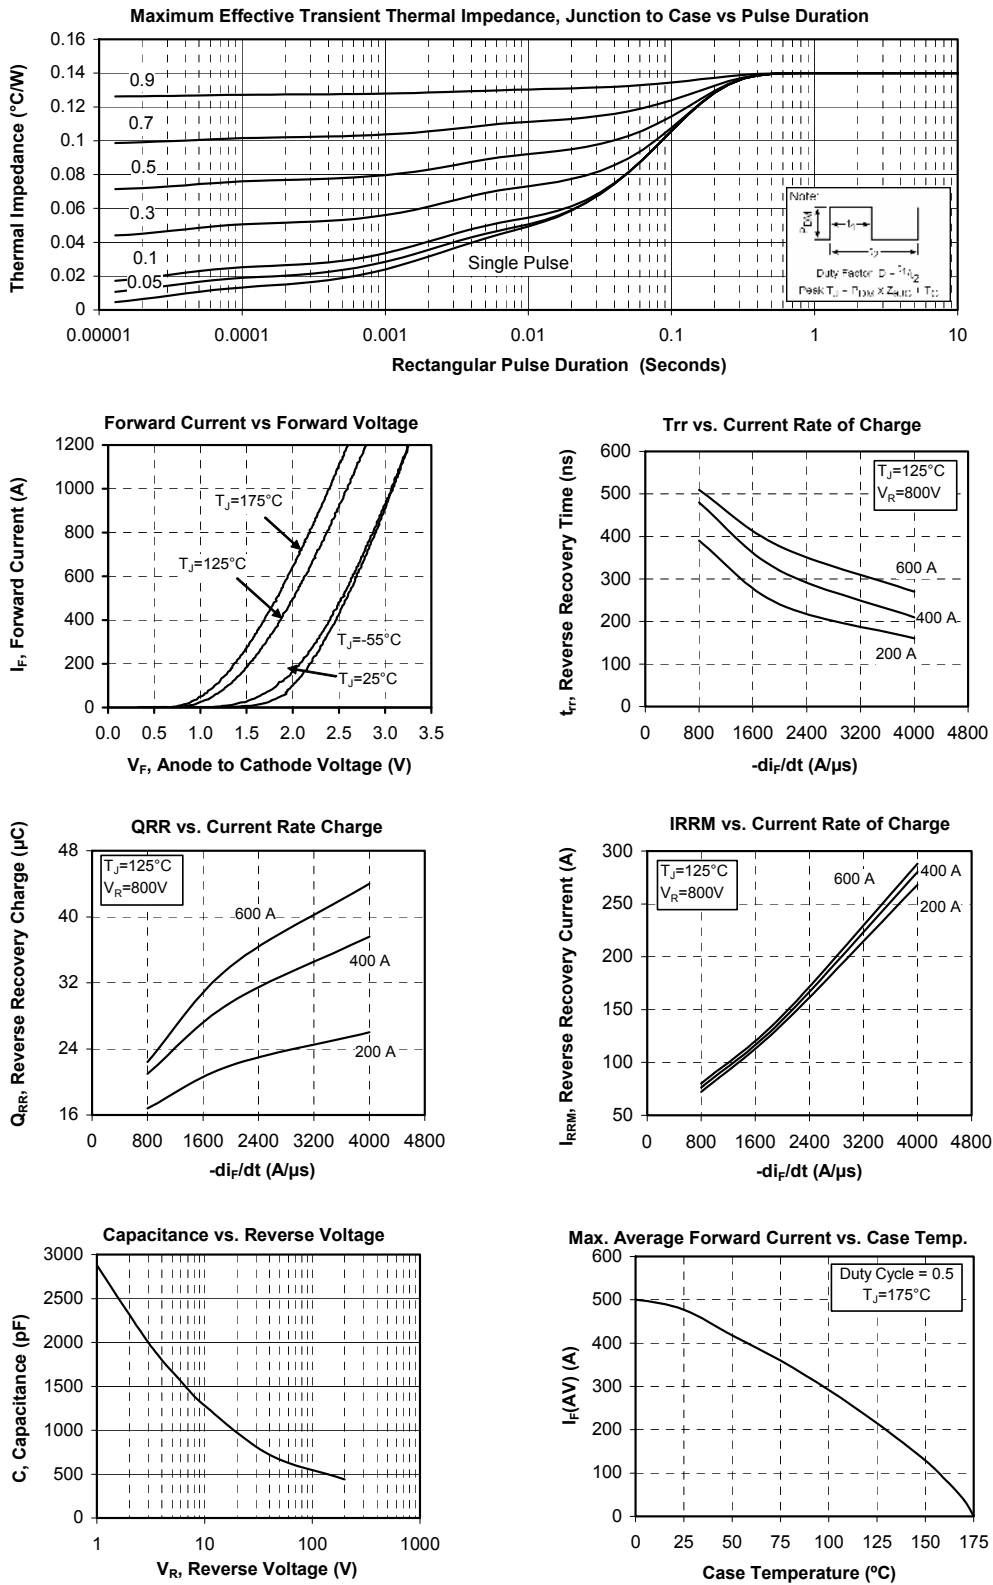 Maximum Effective Transient Thermal Impedance, Junction to Case vs Pulse Duration
Thermal Impedance (°C/W)
0.16
0.14
0.12
0.1
0.08
0.06
0.04
0.02
0
0.9
0.7
0.5
0.3
0.1
0.05
Single Pulse
Note:
PDM
t1
t2
Duty Factor D = t1/t2
Peak TJ = PDM x ZθJC + TC
0.00001 0.0001 0.001 0.01 0.1 1 10
Rectangular Pulse Duration (Seconds)
Forward Current vs Forward Voltage
IF, Forward Current (A)
1200
1000
800
600
400
200
0
TJ=175°C
TJ=125°C
TJ=-55°C
TJ=25°C
0.0 0.5 1.0 1.5 2.0 2.5 3.0 3.5
VF, Anode to Cathode Voltage (V)
Trr vs. Current Rate of Charge
trr, Reverse Recovery Time (ns)
600
500
400
300
200
100
0
TJ=125°C
VR=800V
600 A
400 A
200 A
0 800 1600 2400 3200 4000 4800
-diF/dt (A/µs)
QRR vs. Current Rate Charge
QRR, Reverse Recovery Charge (µC)
48
40
32
24
16
TJ=125°C
VR=800V
600 A
400 A
200 A
0 800 1600 2400 3200 4000 4800
-diF/dt (A/µs)
IRRM vs. Current Rate of Charge
IRRM, Reverse Recovery Current (A)
300
250
200
150
100
50
TJ=125°C
VR=800V
600 A
400 A
200 A
0 800 1600 2400 3200 4000 4800
-diF/dt (A/µs)
Capacitance vs. Reverse Voltage
C, Capacitance (pF)
3000
2500
2000
1500
1000
500
0
1 10 100 1000
VR, Reverse Voltage (V)
Max. Average Forward Current vs. Case Temp.
IF(AV) (A)
600
500
400
300
200
100
0
Duty Cycle = 0.5
TJ=175°C
0 25 50 75 100 125 150 175
Case Temperature (ºC)